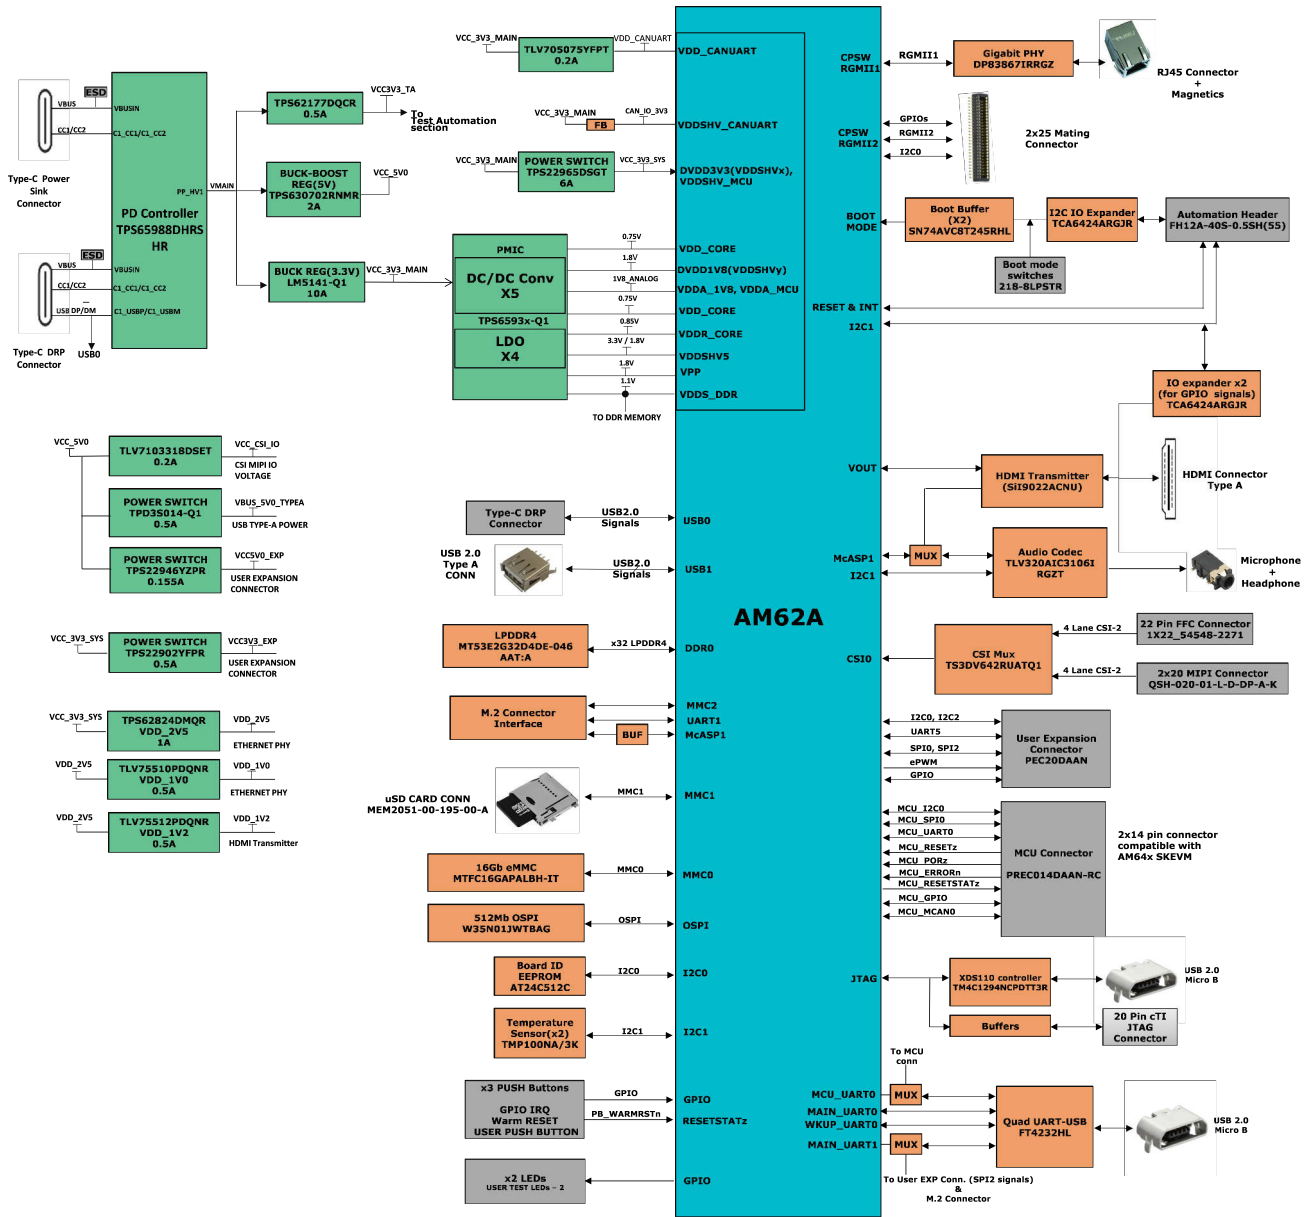 VBUS
ESD
VBUSIN
CC1/CC2
C1_CC1/C1_CC2
Type-C Power
Sink
Connector
PD Controller
TPS65988DHRS
HR
PP_HV1
VMAIN
VBUS
ESD
VBUSIN
CC1/CC2
C1_CC1/C1_CC2
USB DP/DM
C1_USBP/C1_USBM
Type-C DRP
Connector
USB0
TPS62177DQCR
0.5A
VCC3V3_TA
To
Test Automation
section
BUCK-BOOST
REG(5V)
TPS630702RNMR
2A
VCC_5V0
BUCK REG(3.3V)
LM5141-Q1
10A
VCC_3V3_MAIN
VCC_3V3_MAIN
TLV705075YFPT
0.2A
VDD_CANUART
VDD_CANUART
VCC_3V3_MAIN
FB
CAN_IO_3V3
VDDSHV_CANUART
VCC_3V3_MAIN
POWER SWITCH
TPS22965DSGT
6A
VCC_3V3_SYS
DVDD3V3(VDDSHVx),
VDDSHV_MCU
PMIC
DC/DC Conv
X5
TPS6593x-Q1
LDO
X4
0.75V
VDD_CORE
1.8V
DVDD1V8(VDDSHVy)
1V8_ANALOG
VDDA_1V8, VDDA_MCU
0.75V
VDD_CORE
0.85V
VDDR_CORE
3.3V / 1.8V
VDDSHV5
1.8V
VPP
1.1V
VDDS_DDR
TO DDR MEMORY
VCC_5V0
TLV7103318DSET
0.2A
VCC_CSI_IO
CSI MIPI IO
VOLTAGE
POWER SWITCH
TPD3S014-Q1
0.5A
VBUS_5V0_TYPEA
USB TYPE-A POWER
POWER SWITCH
TPS22946YZPR
0.155A
VCC5V0_EXP
USER EXPANSION
CONNECTOR
VCC_3V3_SYS
POWER SWITCH
TPS22902YFPR
0.5A
VCC3V3_EXP
USER EXPANSION
CONNECTOR
VCC_3V3_SYS
TPS62824DMQR
VDD_2V5
1A
VDD_2V5
ETHERNET PHY
VDD_2V5
TLV75510PDQNR
VDD_1V0
0.5A
VDD_1V0
ETHERNET PHY
VDD_2V5
TLV75512PDQNR
VDD_1V2
0.5A
VDD_1V2
HDMI Transmitter
Type-C DRP
Connector
USB2.0
Signals
USB0
USB 2.0
Type A
CONN
USB2.0
Signals
USB1
LPDDR4
MT53E2G32D4DE-046
AAT:A
x32 LPDDR4
DDR0
M.2 Connector
Interface
MMC2
UART1
BUF
McASP1
uSD CARD CONN
MEM2051-00-195-00-A
MMC1
MMC1
16Gb eMMC
MTFC16GAPALBH-IT
MMC0
MMC0
512Mb OSPI
W35N01JWTBAG
OSPI
OSPI
Board ID
EEPROM
AT24C512C
I2C0
I2C0
Temperature
Sensor(x2)
TMP100NA/3K
I2C1
I2C1
x3 PUSH Buttons
GPIO IRQ
Warm RESET
USER PUSH BUTTON
GPIO
GPIO
PB_WARMRSTn
RESETSTATz
x2 LEDs
USER TEST LEDs – 2
GPIO
AM62A
CPSW
RGMII1
RGMII1
Gigabit PHY
DP83867IRRGZ
RJ45 Connector
+
Magnetics
CPSW
RGMII2
GPIOs
RGMII2
I2C0
2x25 Mating
Connector
BOOT
MODE
Boot Buffer
(X2)
SN74AVC8T245RHL
I2C IO Expander
TCA6424ARGJR
Automation Header
FH12A-40S-0.5SH(55)
Boot mode
switches
218-8LPSTR
RESET & INT
I2C1
IO expander x2
(for GPIO signals)
TCA6424ARGJR
VOUT
HDMI Transmitter
(SiI9022ACNU)
HDMI Connector
Type A
McASP1
MUX
I2C1
Audio Codec
TLV320AIC3106I
RGZT
Microphone
+
Headphone
CSI0
CSI Mux
TS3DV642RUATQ1
4 Lane CSI-2
22 Pin FFC Connector
1X22_54548-2271
4 Lane CSI-2
2x20 MIPI Connector
QSH-020-01-L-D-DP-A-K
I2C0, I2C2
UART5
SPI0, SPI2
ePWM
GPIO
User Expansion
Connector
PEC20DAAN
MCU_I2C0
MCU_SPI0
MCU_UART0
MCU_RESETz
MCU_PORz
MCU_ERRORn
MCU_RESETSTATz
MCU_GPIO
MCU_MCAN0
MCU Connector
PREC014DAAN-RC
2x14 pin connector
compatible with
AM64x SKEVM
JTAG
XDS110 controller
TM4C1294NCPDTT3R
USB 2.0
Micro B
Buffers
20 Pin cTI
JTAG
Connector
To MCU
conn
MCU_UART0
MUX
MAIN_UART0
WKUP_UART0
MAIN_UART1
MUX
Quad UART-USB
FT4232HL
USB 2.0
Micro B
To User EXP Conn. (SPI2 signals)
&
M.2 Connector